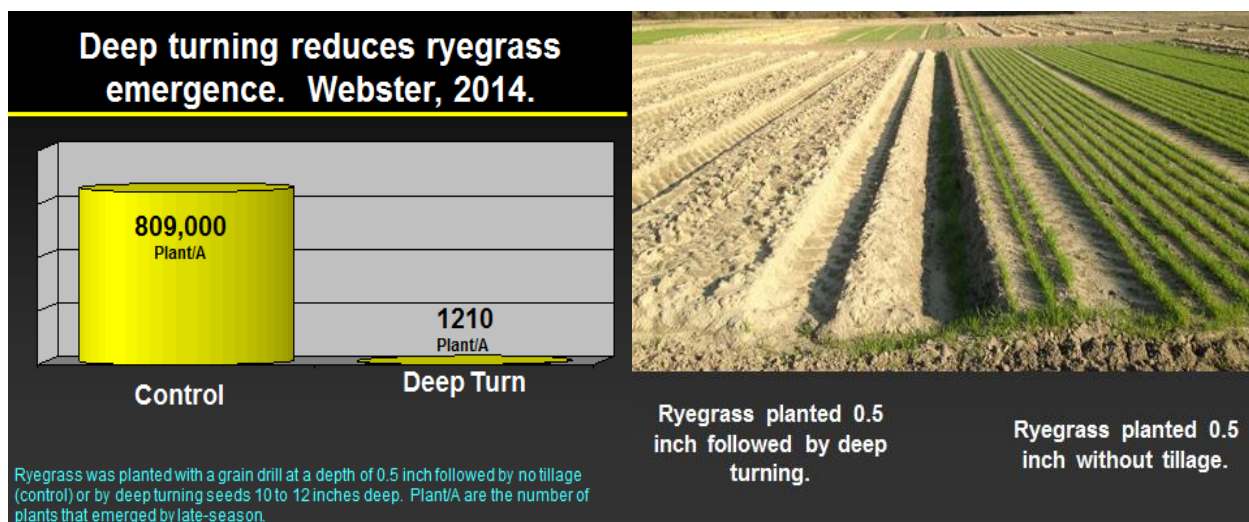 Deep turning reduces ryegrass
emergence. Webster, 2014.
809,000
Plant/A
1210
Plant/A
Control
Deep Turn
Ryegrass was planted with a grain drill at a depth of 0.5 inch followed by no tillage
(control) or by deep turning seeds 10 to 12 inches deep. Plant/A are the number of
plants that emerged by late-season.
Ryegrass planted 0.5
inch followed by deep
turning.
Ryegrass planted 0.5
inch without tillage.